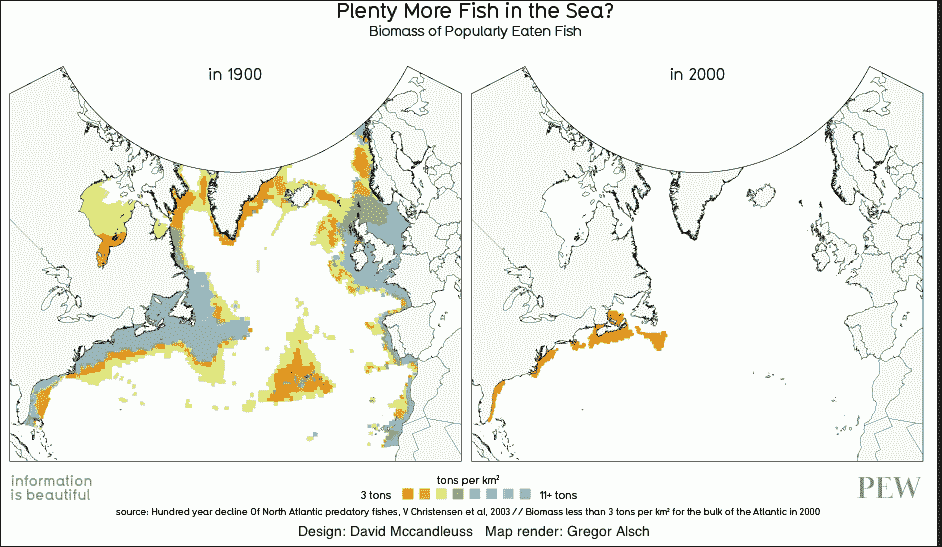 Plenty More Fish in the Sea?
Biomass of Popularly Eaten Fish
in 1900
in 2000
information
is beautiful
tons per km²
3 tons
11+ tons
PEW
source: Hundred year decline Of North Atlantic predatory fishes, V Christensen et al, 2003 // Biomass less than 3 tons per km² for the bulk of the Atlantic in 2000
Design: David Mccandleuss Map render: Gregor Alsch